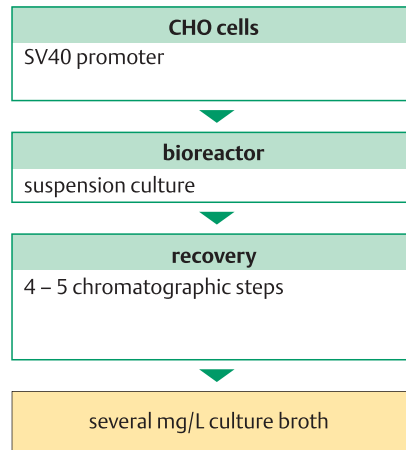 CHO cells
SV40 promoter
bioreactor
suspension culture
recovery
4 – 5 chromatographic steps
several mg/L culture broth